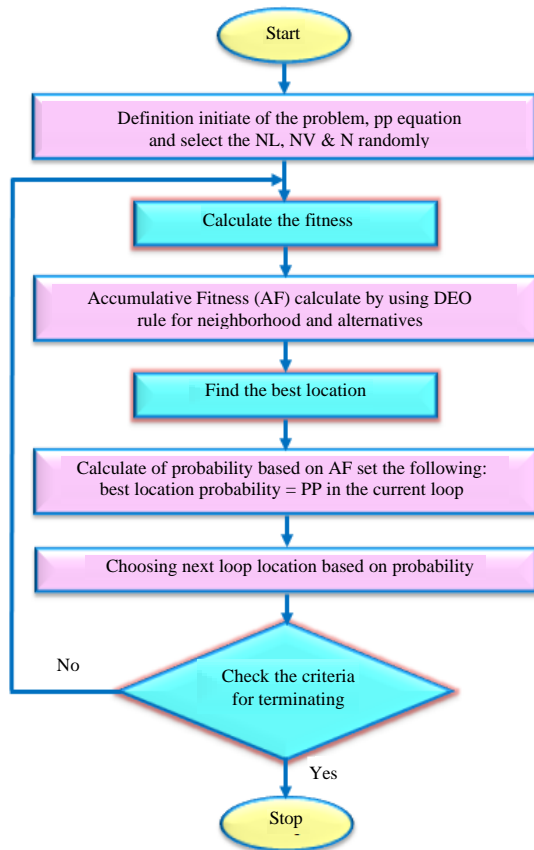 Start
Definition initiate of the problem, pp equation
and select the NL, NV & N randomly
Calculate the fitness
Accumulative Fitness (AF) calculate by using DEO
rule for neighborhood and alternatives
Find the best location
Calculate of probability based on AF set the following:
best location probability = PP in the current loop
Choosing next loop location based on probability
No
Check the criteria
for terminating
Yes
Stop